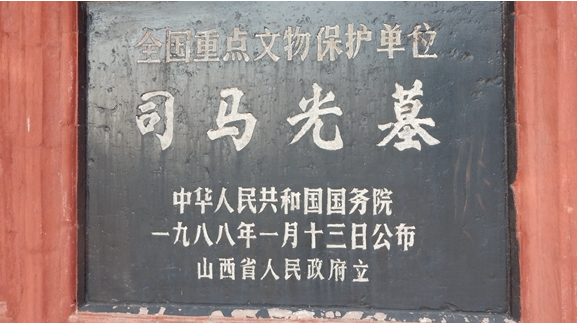 全国重点文物保护单位
司马光墓
中华人民共和国国务院
一九八八年一月十三日公布
山西省人民政府立